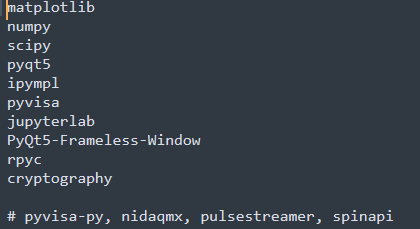 matplotlib
numpy
scipy
pyqt5
ipympl
pyvisa
jupyterlab
PyQt5-Frameless-Window
rpyc
cryptography
# pyvisa-py, nidaqmx, pulsestreamer, spinapi